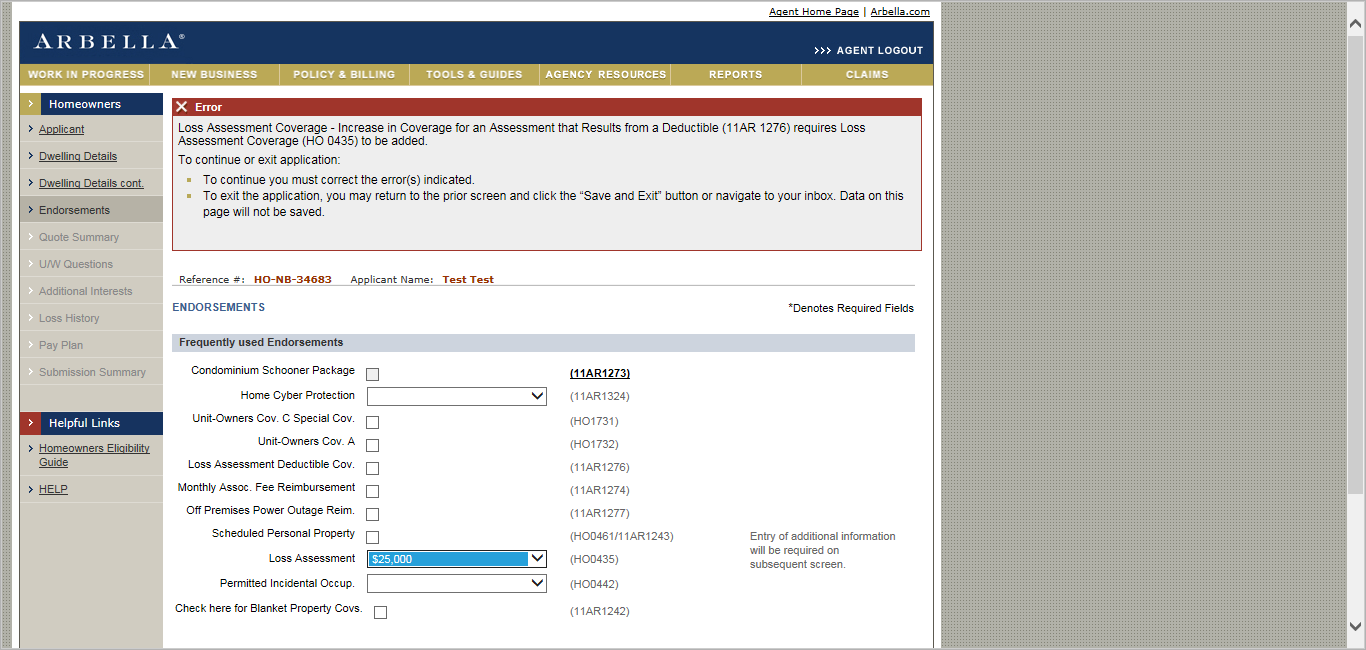 Agent Home Page | Arbella.com
ARBELLA®
>>> AGENT LOGOUT
WORK IN PROGRESS NEW BUSINESS POLICY & BILLING TOOLS & GUIDES AGENCY RESOURCES REPORTS CLAIMS
Homeowners
Applicant
Dwelling Details
Dwelling Details cont.
Endorsements
Quote Summary
U/W Questions
Additional Interests
Loss History
Pay Plan
Submission Summary
Helpful Links
Homeowners Eligibility
Guide
HELP
Error
Loss Assessment Coverage - Increase in Coverage for an Assessment that Results from a Deductible (11AR 1276) requires Loss
Assessment Coverage (HO 0435) to be added.
To continue or exit application:
To continue you must correct the error(s) indicated.
To exit the application, you may return to the prior screen and click the “Save and Exit” button or navigate to your inbox. Data on this
page will not be saved.
Reference #: HO-NB-34683 Applicant Name: Test Test
ENDORSEMENTS *Denotes Required Fields
Frequently used Endorsements
Condominium Schooner Package (11AR1273)
Home Cyber Protection (11AR1324)
Unit-Owners Cov. C Special Cov. (HO1731)
Unit-Owners Cov. A (HO1732)
Loss Assessment Deductible Cov. (11AR1276)
Monthly Assoc. Fee Reimbursement (11AR1274)
Off Premises Power Outage Reim. (11AR1277)
Scheduled Personal Property (HO0461/11AR1243) Entry of additional information
will be required on
subsequent screen.
Loss Assessment $25,000 (HO0435)
Permitted Incidental Occup. (HO0442)
Check here for Blanket Property Covs. (11AR1242)